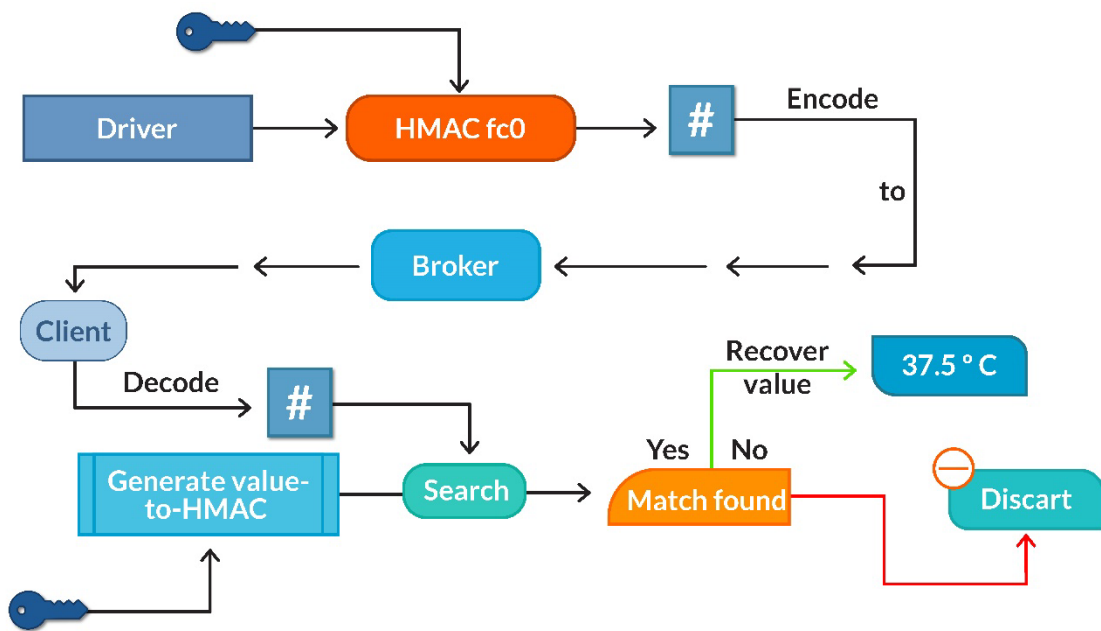 Driver
HMAC fc0
#
Encode
to
Broker
Client
Decode
#
Recover
value
37.5 º C
Generate value-
to-HMAC
Search
Yes
No
Match found
Discart